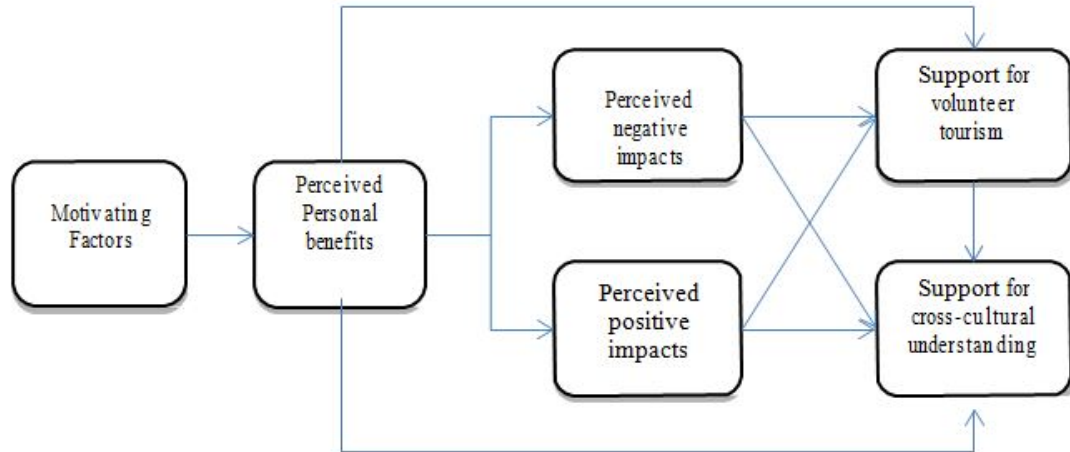 Motivating
Factors
Perceived
Personal
benefits
Perceived
negative
impacts
Perceived
positive
impacts
Support for
volunteer
tourism
Support for
cross-cultural
understanding